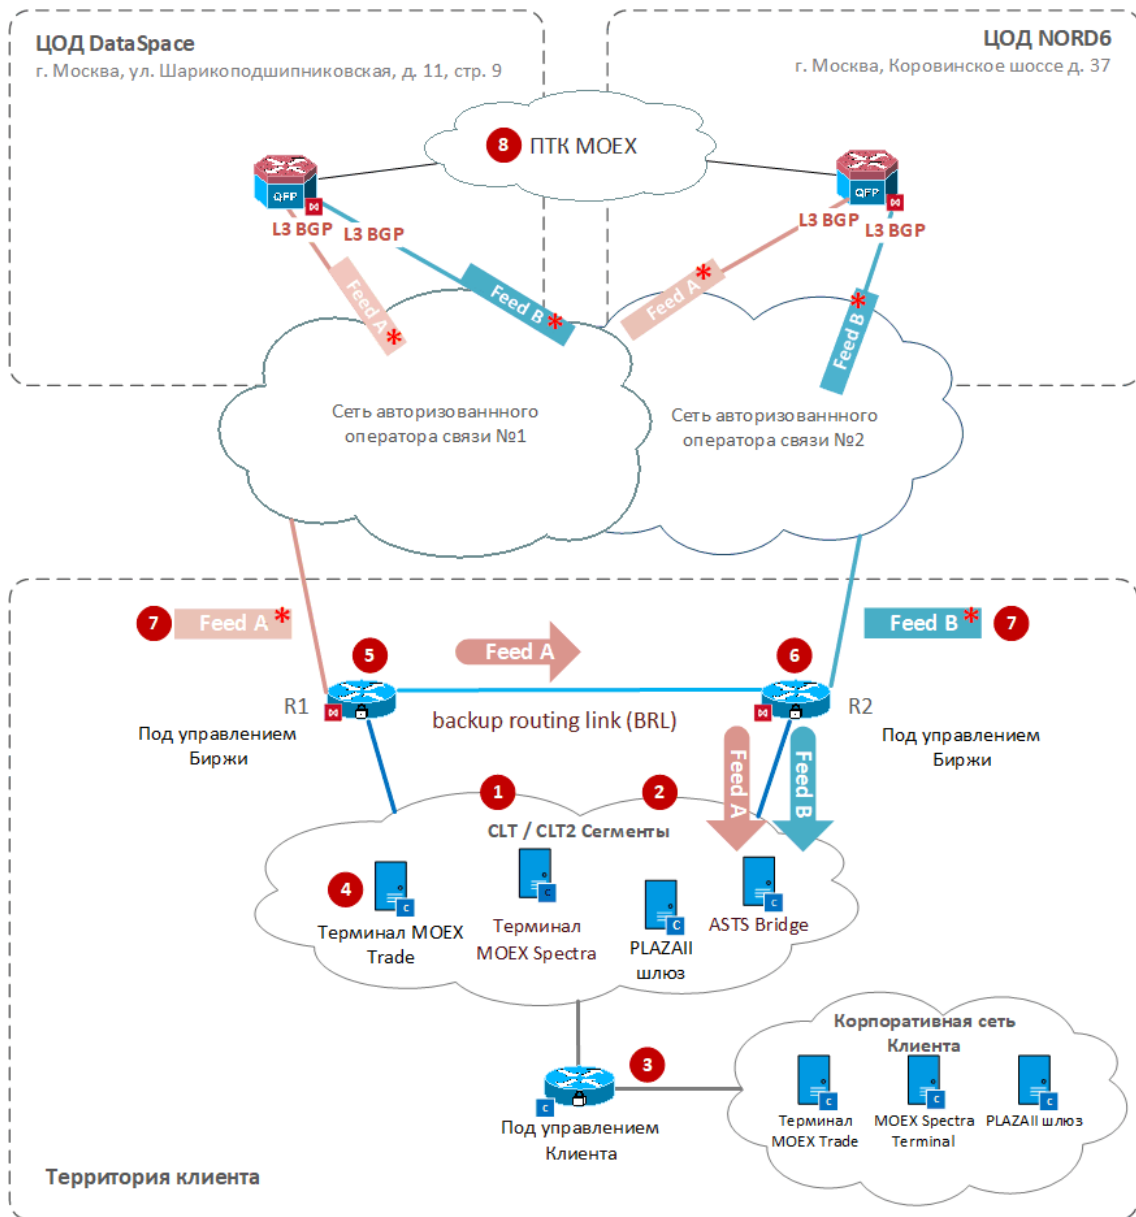 ЦОД DataSpace
г. Москва, ул. Шарикоподшипниковская, д. 11, стр. 9
ЦОД NORD6
г. Москва, Коровинское шоссе д. 37
8 ПТК MOEX
QFP
QFP
L3 BGP
L3 BGP
L3 BGP
L3 BGP
Feed A *
Feed B *
Feed A *
Feed B *
Сеть авторизованнного
оператора связи №1
Сеть авторизованнного
оператора связи №2
7 Feed A *
Feed B * 7
5
Feed A
6
R1
R2
backup routing link (BRL)
Под управлением
Биржи
Под управлением
Биржи
Feed A
Feed B
1
2
CLT / CLT2 Сегменты
4
C
C
C
C
Терминал MOEX
Trade
Терминал
MOEX Spectra
PLAZAII
шлюз
ASTS Bridge
3
C
Под управлением
Клиента
Корпоративная сеть
Клиента
C
C
C
Терминал
MOEX Trade
MOEX Spectra
Terminal
PLAZAII шлюз
Территория клиента